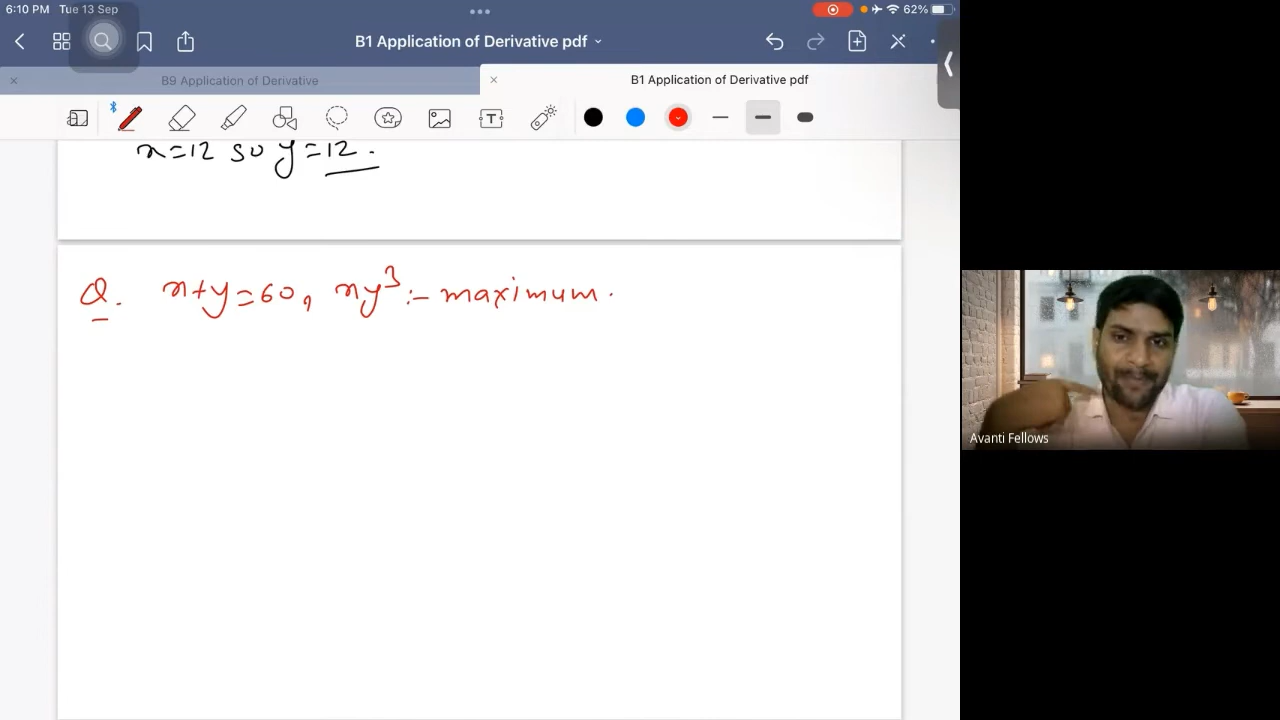 6:10 PM Tue 13 Sep
62%
B1 Application of Derivative pdf
B9 Application of Derivative
B1 Application of Derivative pdf
T
x=12 so y=12.
Q. x+y=60, xy³:- maximum.
Avanti Fellows